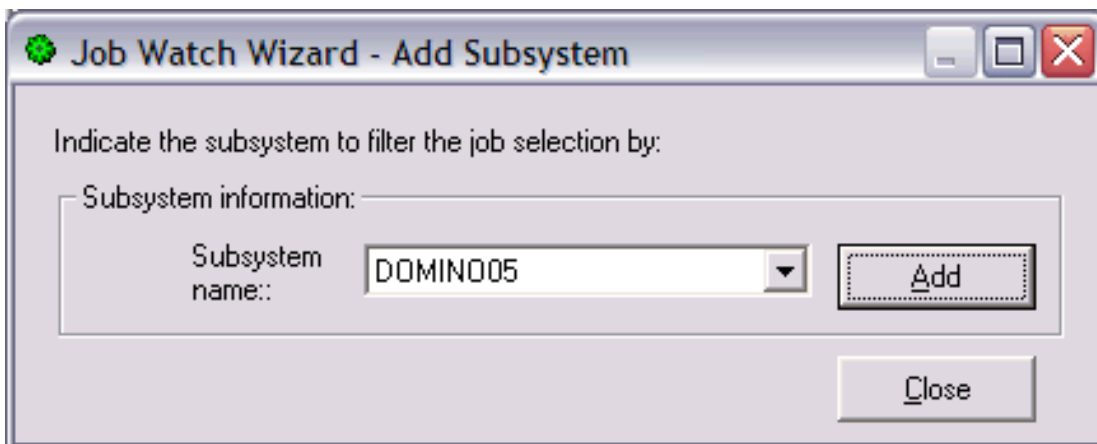 Job Watch Wizard - Add Subsystem
Indicate the subsystem to filter the job selection by:
Subsystem information:
Subsystem
name::
DOMINO05
Add
Close